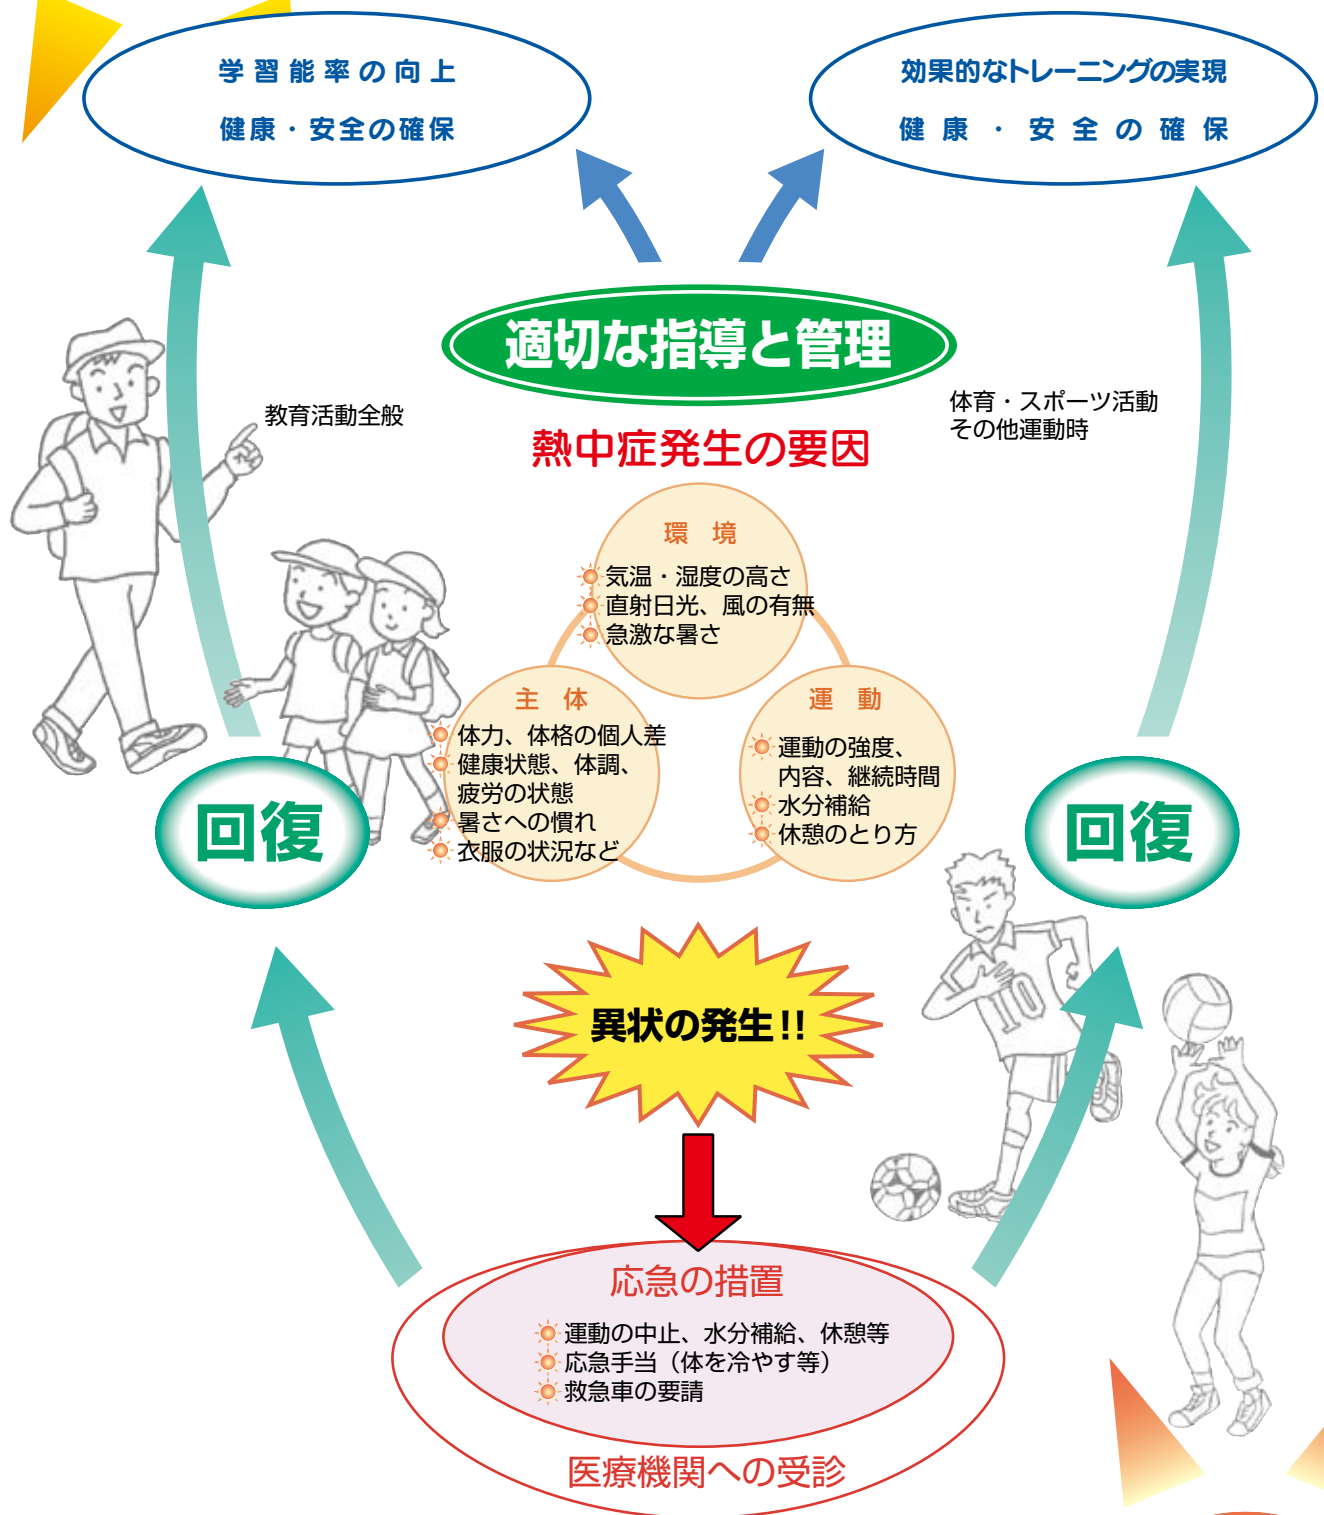 学習能率の向上
健康・安全の確保
効果的なトレーニングの実現
健康・安全の確保
適切な指導と管理
教育活動全般
体育・スポーツ活動
その他運動時
熱中症発生の要因
環境
気温・湿度の高さ
直射日光、風の有無
急激な暑さ
主体
体力、体格の個人差
健康状態、体調、
疲労の状態
暑さへの慣れ
衣服の状況など
運動
運動の強度、
内容、継続時間
水分補給
休憩のとり方
回復
回復
異状の発生!!
10
応急の措置
運動の中止、水分補給、休憩等
応急手当（体を冷やす等）
救急車の要請
医療機関への受診